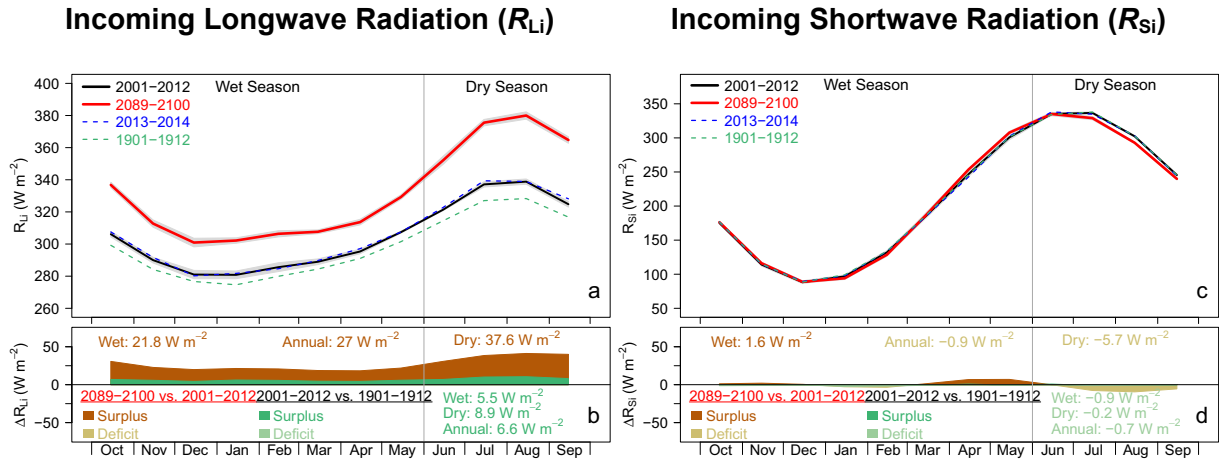 Incoming Longwave Radiation (R_Li)
Incoming Shortwave Radiation (R_Si)
400
380
360
340
320
300
280
260
R_Li (W m⁻²)
2001−2012
2089−2100
2013−2014
1901−1912
Wet Season
Dry Season
a
50
0
−50
ΔR_Li (W m⁻²)
Wet: 21.8 W m⁻²
Annual: 27 W m⁻²
Dry: 37.6 W m⁻²
2089−2100 vs. 2001−2012
2001−2012 vs. 1901−1912
Surplus
Deficit
Surplus
Deficit
Wet: 5.5 W m⁻²
Dry: 8.9 W m⁻²
Annual: 6.6 W m⁻²
b
Oct Nov Dec Jan Feb Mar Apr May Jun Jul Aug Sep
350
300
250
200
150
100
50
R_Si (W m⁻²)
2001−2012
2089−2100
2013−2014
1901−1912
Wet Season
Dry Season
c
50
0
−50
ΔR_Si (W m⁻²)
Wet: 1.6 W m⁻²
Annual: −0.9 W m⁻²
Dry: −5.7 W m⁻²
2089−2100 vs. 2001−2012
2001−2012 vs. 1901−1912
Surplus
Deficit
Surplus
Deficit
Wet: −0.9 W m⁻²
Dry: −0.2 W m⁻²
Annual: −0.7 W m⁻²
d
Oct Nov Dec Jan Feb Mar Apr May Jun Jul Aug Sep